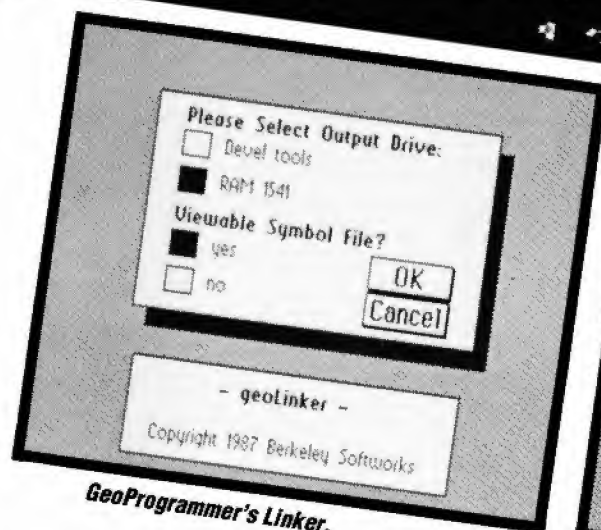 Please Select Output Drive:
Devel tools
RAM 1541
Viewable Symbol File?
yes
no
OK
Cancel
- geoLinker -
Copyright 1987 Berkeley Softworks
GeoProgrammer's Linker.